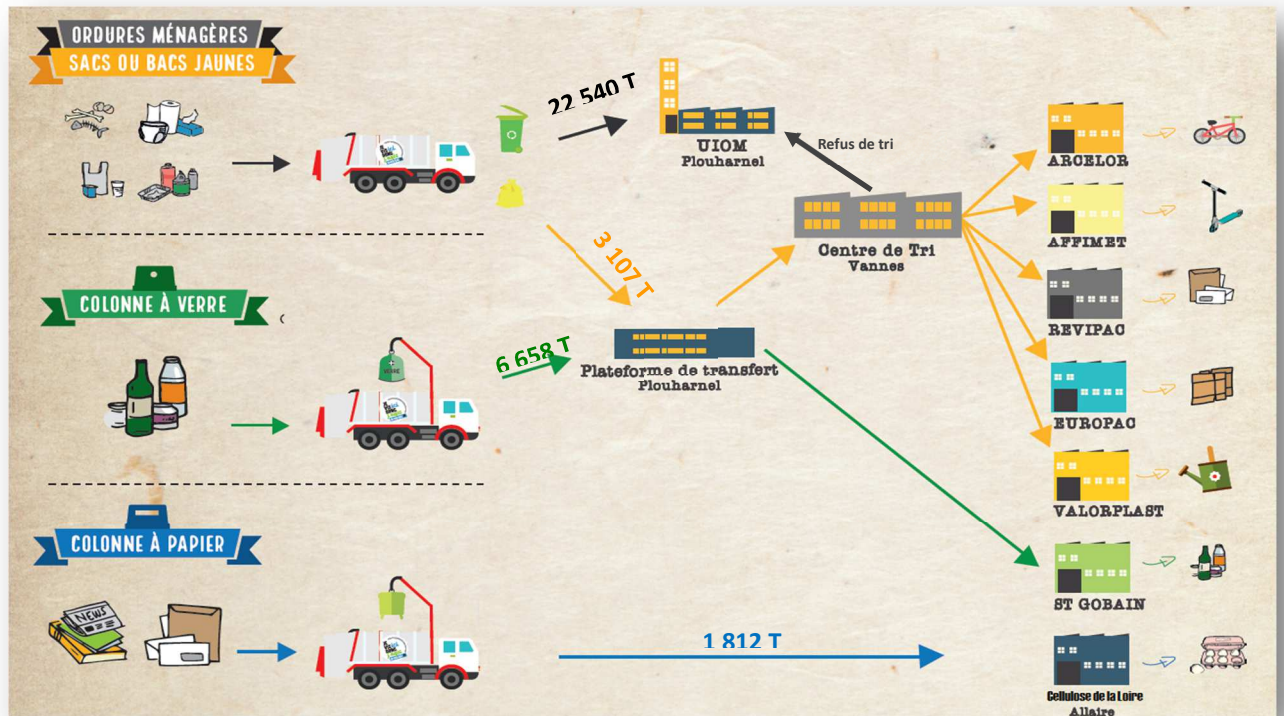 ORDURES MÉNAGÈRES
SACS OU BACS JAUNES
22 540 T
UIOM
Plouharnel
Refus de tri
Centre de Tri
Vannes
3 107 T
COLONNE À VERRE
VERRE
6 658 T
Plateforme de transfert
Plouharnel
COLONNE À PAPIER
NEWS
1 812 T
ARCELOR
AFFIMET
REVIPAC
EUROPAC
VALORPLAST
ST GOBAIN
Cellulose de la Loire
Allaire